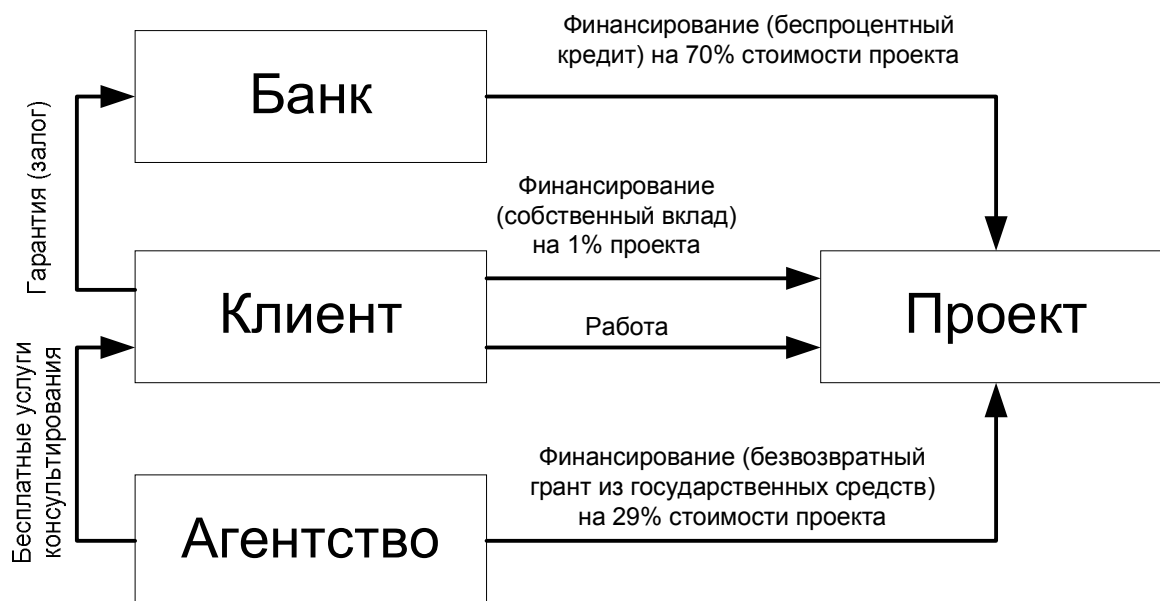 Финансирование (беспроцентный
кредит) на 70% стоимости проекта
Банк
Гарантия (залог)
Финансирование
(собственный вклад)
на 1% проекта
Клиент
Работа
Проект
Бесплатные услуги
консультирования
Финансирование (безвозвратный
грант из государственных средств)
на 29% стоимости проекта
Агентство